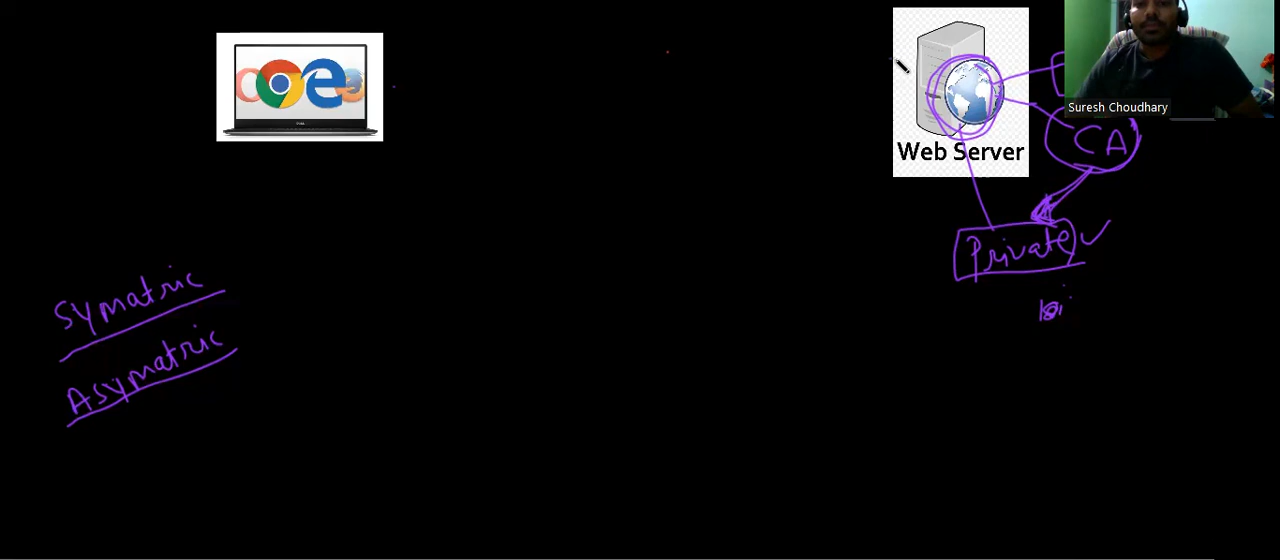 Suresh Choudhary
Web Server
CA
Private
Symatric
Asymatric